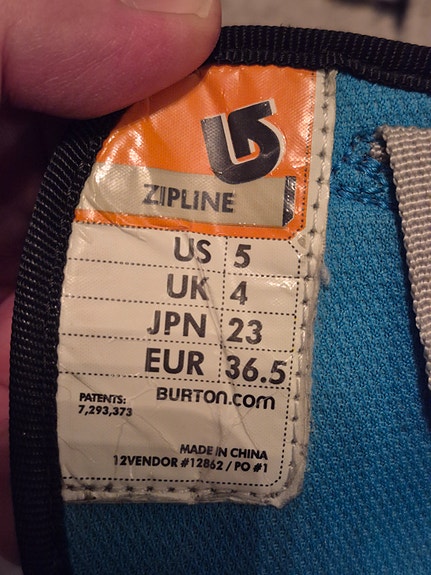 ZIPLINE
US 5
UK 4
JPN 23
EUR 36.5
PATENTS: BURTON.COM
7,293,373
MADE IN CHINA
12VENDOR #12862 / PO #1